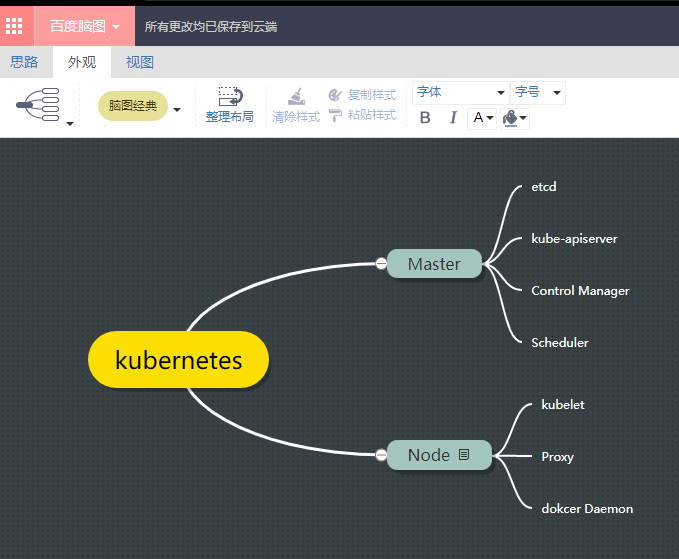 百度脑图
所有更改均已保存到云端
思路
外观
视图
脑图经典
整理布局
清除样式
复制样式
粘贴样式
字体
字号
B
I
A
etcd
kube-apiserver
Master
Control Manager
Scheduler
kubernetes
kubelet
Node
Proxy
dokcer Daemon